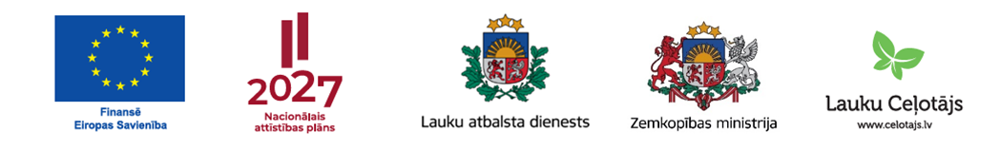 Finansē
Eiropas Savienība
2027
Nacionālais
attīstības plāns
Lauku atbalsta dienests
Zemkopības ministrija
Lauku Ceļotājs
www.celotajs.lv